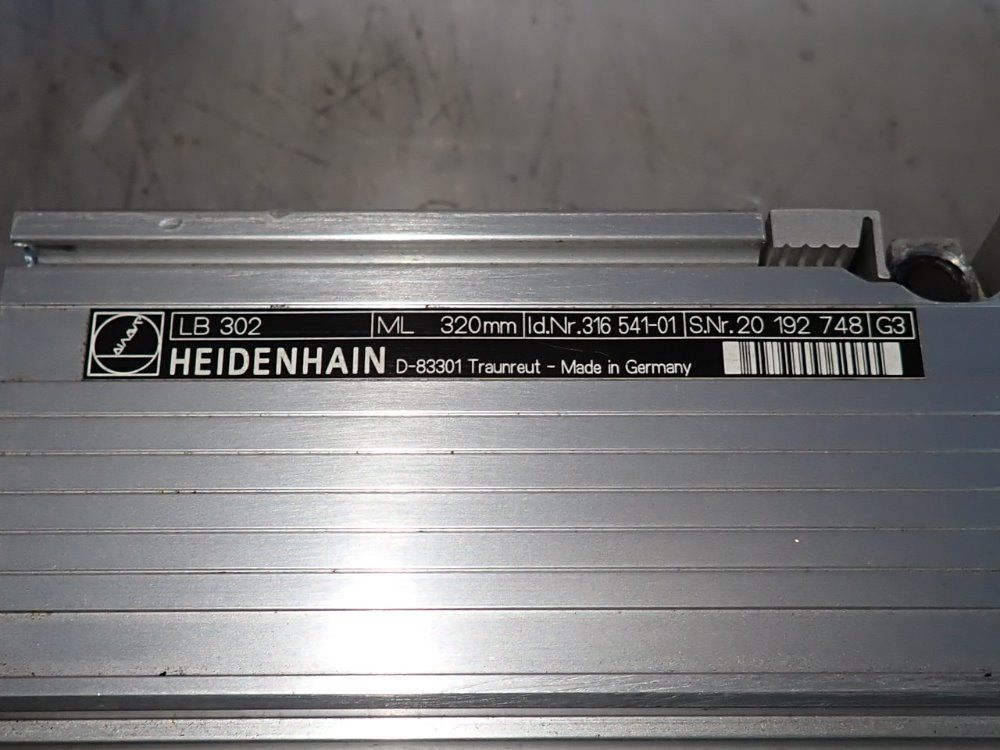 LB 302 ML 320mm Id.Nr.316 541-01 S.Nr.20 192 748 G3
HEIDENHAIN D-83301 Traunreut - Made in Germany